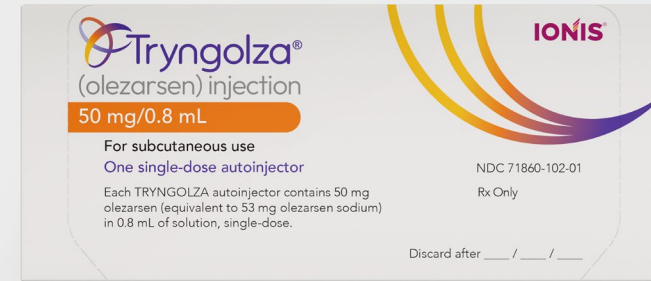 Tryngolza®
IONIS®
(olezarsen) injection
50 mg/0.8 mL
For subcutaneous use
One single-dose autoinjector
NDC 71860-102-01
Each TRYNGOLZA autoinjector contains 50 mg
olezarsen (equivalent to 53 mg olezarsen sodium)
in 0.8 mL of solution, single-dose.
Rx Only
Discard after ____ / ____ / ____